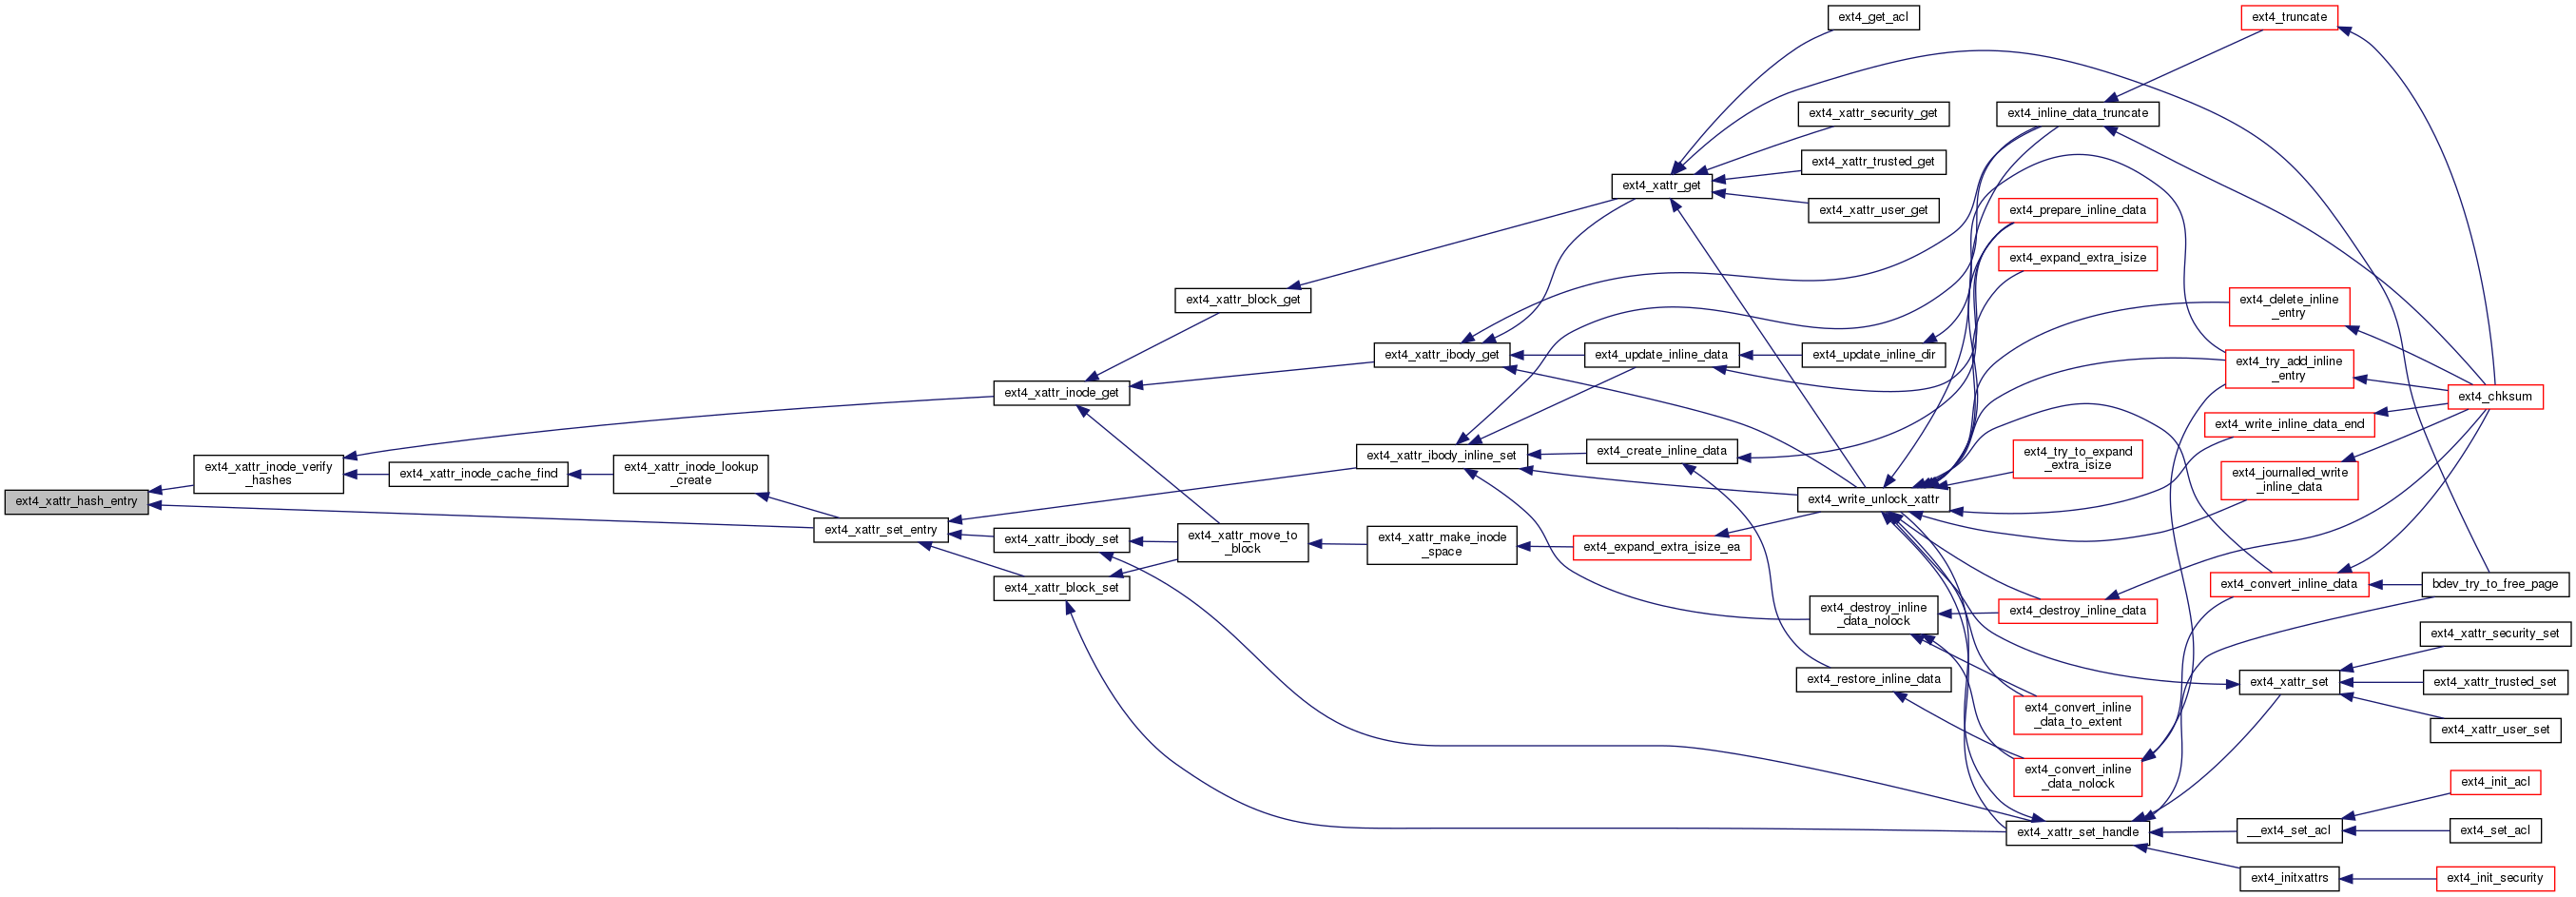 ext4_xattr_hash_entry
ext4_xattr_inode_verify
_hashes
ext4_xattr_inode_cache_find
ext4_xattr_inode_lookup
_create
ext4_xattr_set_entry
ext4_xattr_inode_get
ext4_xattr_ibody_set
ext4_xattr_block_set
ext4_xattr_block_get
ext4_xattr_move_to
_block
ext4_xattr_ibody_get
ext4_xattr_ibody_inline_set
ext4_xattr_make_inode
_space
ext4_xattr_get
ext4_update_inline_data
ext4_create_inline_data
ext4_expand_extra_isize_ea
ext4_get_acl
ext4_xattr_security_get
ext4_xattr_trusted_get
ext4_xattr_user_get
ext4_update_inline_dir
ext4_write_unlock_xattr
ext4_destroy_inline
_data_nolock
ext4_restore_inline_data
ext4_inline_data_truncate
ext4_prepare_inline_data
ext4_expand_extra_isize
ext4_try_to_expand
_extra_isize
ext4_destroy_inline_data
ext4_convert_inline
_data_to_extent
ext4_convert_inline
_data_nolock
ext4_xattr_set_handle
ext4_truncate
ext4_delete_inline
_entry
ext4_try_add_inline
_entry
ext4_write_inline_data_end
ext4_journalled_write
_inline_data
ext4_convert_inline_data
ext4_xattr_set
__ext4_set_acl
ext4_initxattrs
ext4_chksum
bdev_try_to_free_page
ext4_xattr_security_set
ext4_xattr_trusted_set
ext4_xattr_user_set
ext4_init_acl
ext4_set_acl
ext4_init_security